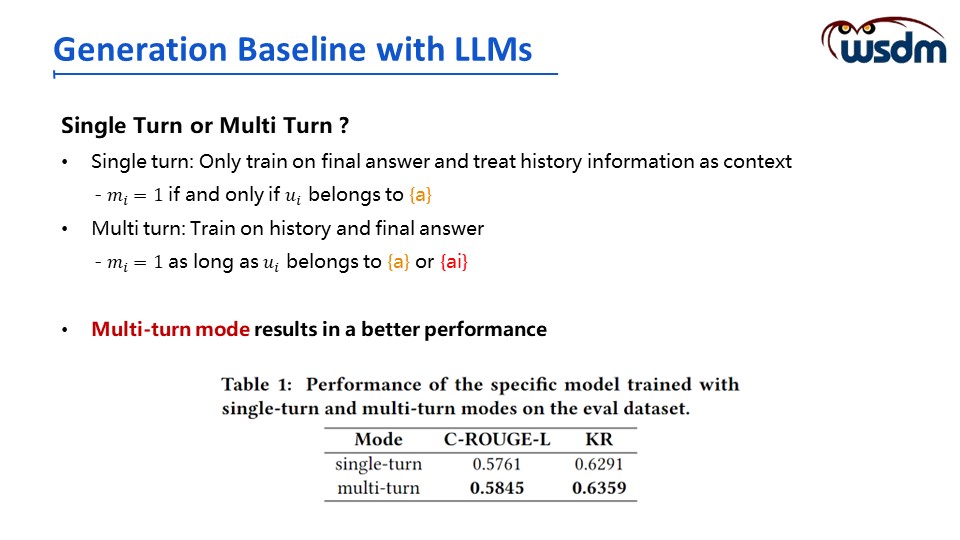 Generation Baseline with LLMs
wsdm
Single Turn or Multi Turn ?
• Single turn: Only train on final answer and treat history information as context
- mᵢ = 1 if and only if uᵢ belongs to {a}
• Multi turn: Train on history and final answer
- mᵢ = 1 as long as uᵢ belongs to {a} or {ai}
• Multi-turn mode results in a better performance
Table 1: Performance of the specific model trained with
single-turn and multi-turn modes on the eval dataset.
Mode C-ROUGE-L KR
single-turn 0.5761 0.6291
multi-turn 0.5845 0.6359